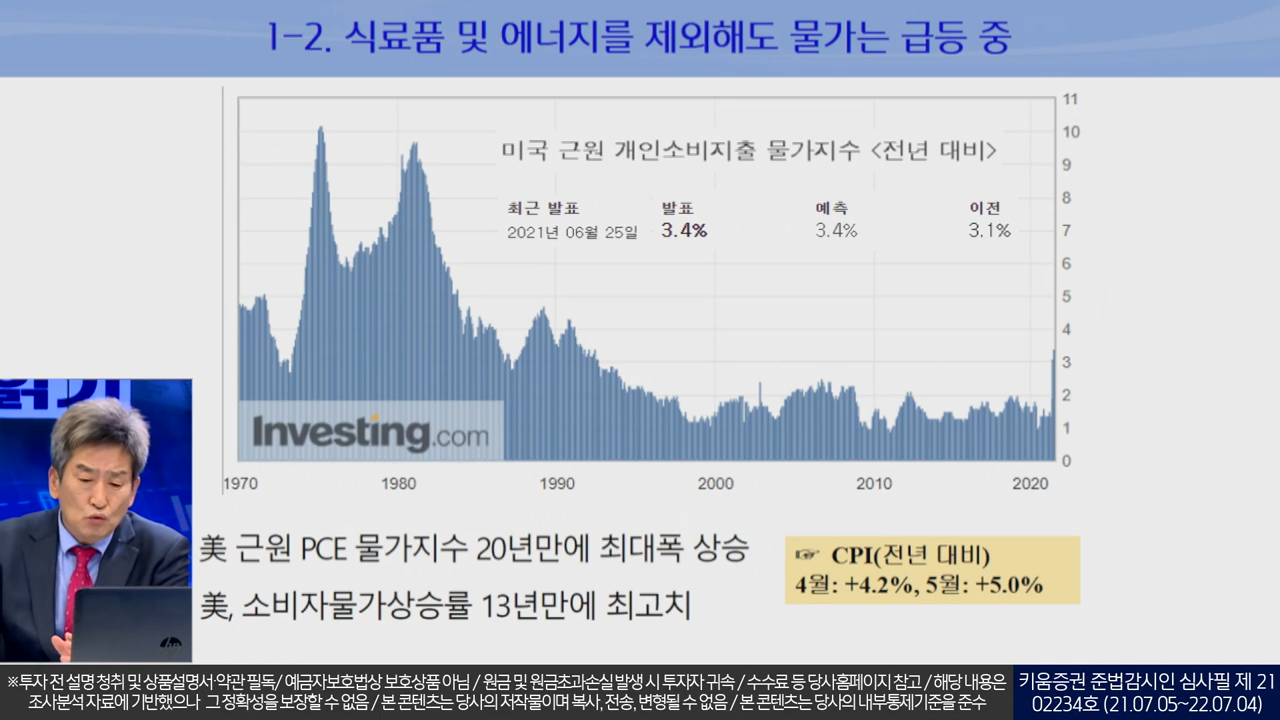 1-2. 식료품 및 에너지를 제외해도 물가는 급등 중
미국 근원 개인소비지출 물가지수 <전년 대비>
최근 발표 발표 예측 이전
2021년 06월 25일 3.4% 3.4% 3.1%
11
10
9
8
7
6
5
4
3
2
1
0
Investing.com
1970 1980 1990 2000 2010 2020
美 근원 PCE 물가지수 20년만에 최대폭 상승
美, 소비자물가상승률 13년만에 최고치
☞ CPI(전년 대비)
4월: +4.2%, 5월: +5.0%
hp
※투자 전 설명 청취 및 상품설명서·약관 필독/ 예금자보호법상 보호상품 아님 / 원금 및 원금초과손실 발생 시 투자자 귀속 / 수수료 등 당사홈페이지 참고 / 해당 내용은
조사분석 자료에 기반했으나 그 정확성을 보장할 수 없음 / 본 콘텐츠는 당사의 저작물이며 복사, 전송, 변형될 수 없음 / 본 콘텐츠는 당사의 내부통제기준을 준수
키움증권 준법감시인 심사필 제 21
02234호 (21.07.05~22.07.04)